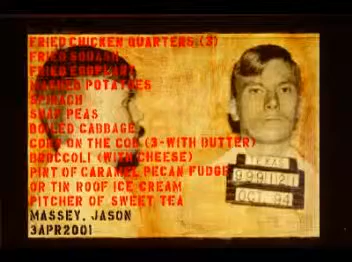 FRIED CHICKEN QUARTERS (3)
FRIED SQUASH
FRIED EGGPLANT
MASHED POTATOES
SPINACH
SNAP PEAS
BOILED CABBAGE
CORN ON THE COB (3-WITH BUTTER)
BROCCOLI (WITH CHEESE)
PINT OF CARAMEL PECAN FUDGE
OR TIN ROOF ICE CREAM
PITCHER OF SWEET TEA
MASSEY, JASON
3APR2001
TEXAS
999121
OCT. 94